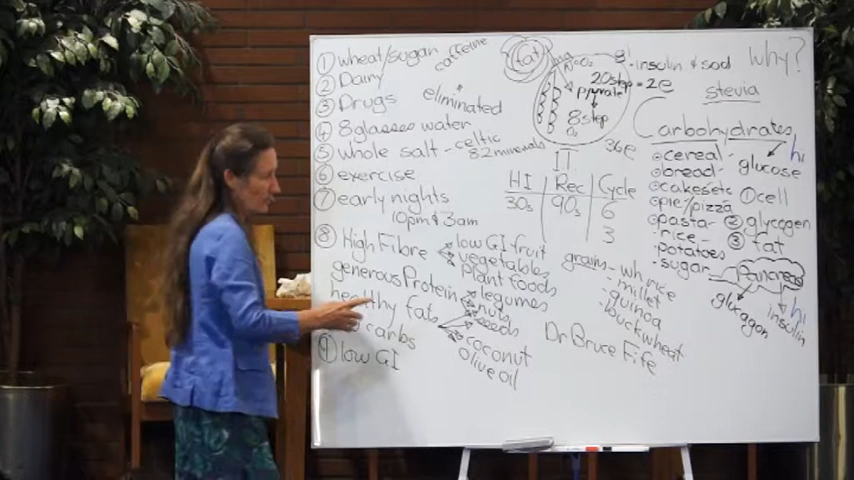 ① wheat/sugar caffeine
② Dairy
③ Drugs eliminated
④ 8 glasses water
⑤ whole salt - celtic
82 minerals
⑥ exercise
⑦ early nights
10pm & 3am
⑧ High Fibre
low GI fruit
vegetables
plant foods
generous Protein
legumes
nuts
seeds
healthy fats
coconut
olive oil
carbs
⑨ low GI
fat
20 step = 2e
pyruvate
8 step
O₂
36e
II
HI Rec Cycle
30s 90s 6
3
grains - wh rice
- millet
- quinoa
- buckwheat
Dr Bruce Fife
insulin & sod
Why?
stevia
Carbohydrates
cereal - glucose hi
bread
cakes etc ① cell
pie/pizza ② glycogen
pasta ③ fat
rice
potatoes
sugar
Pancreas
glucagon
hi
insulin